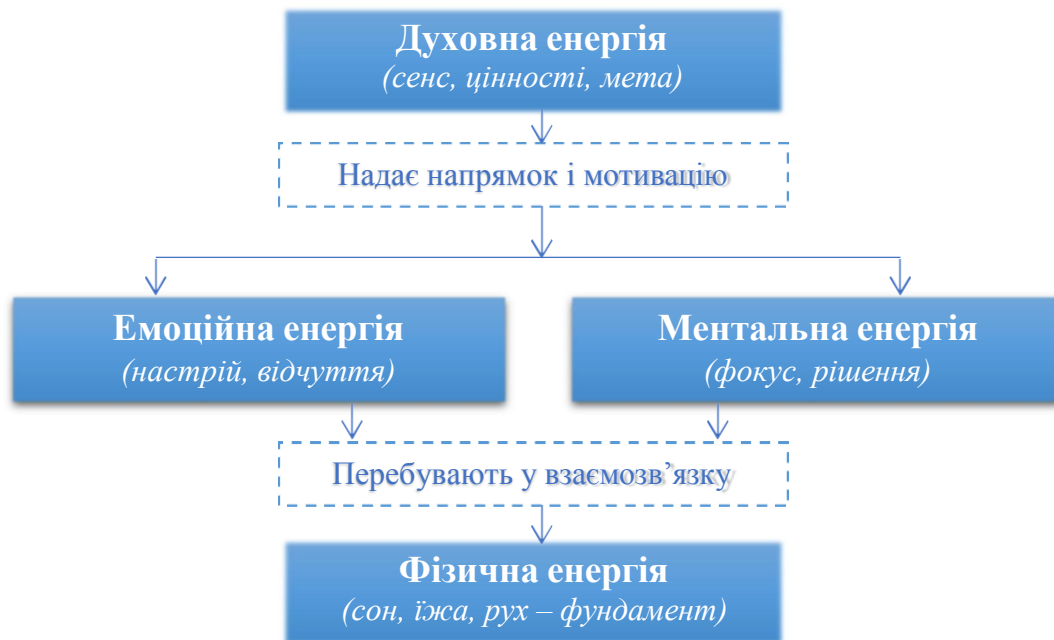 Духовна енергія
(сенс, цінності, мета)
Надає напрямок і мотивацію
Емоційна енергія
(настрій, відчуття)
Ментальна енергія
(фокус, рішення)
Перебувають у взаємозв’язку
Фізична енергія
(сон, їжа, рух – фундамент)